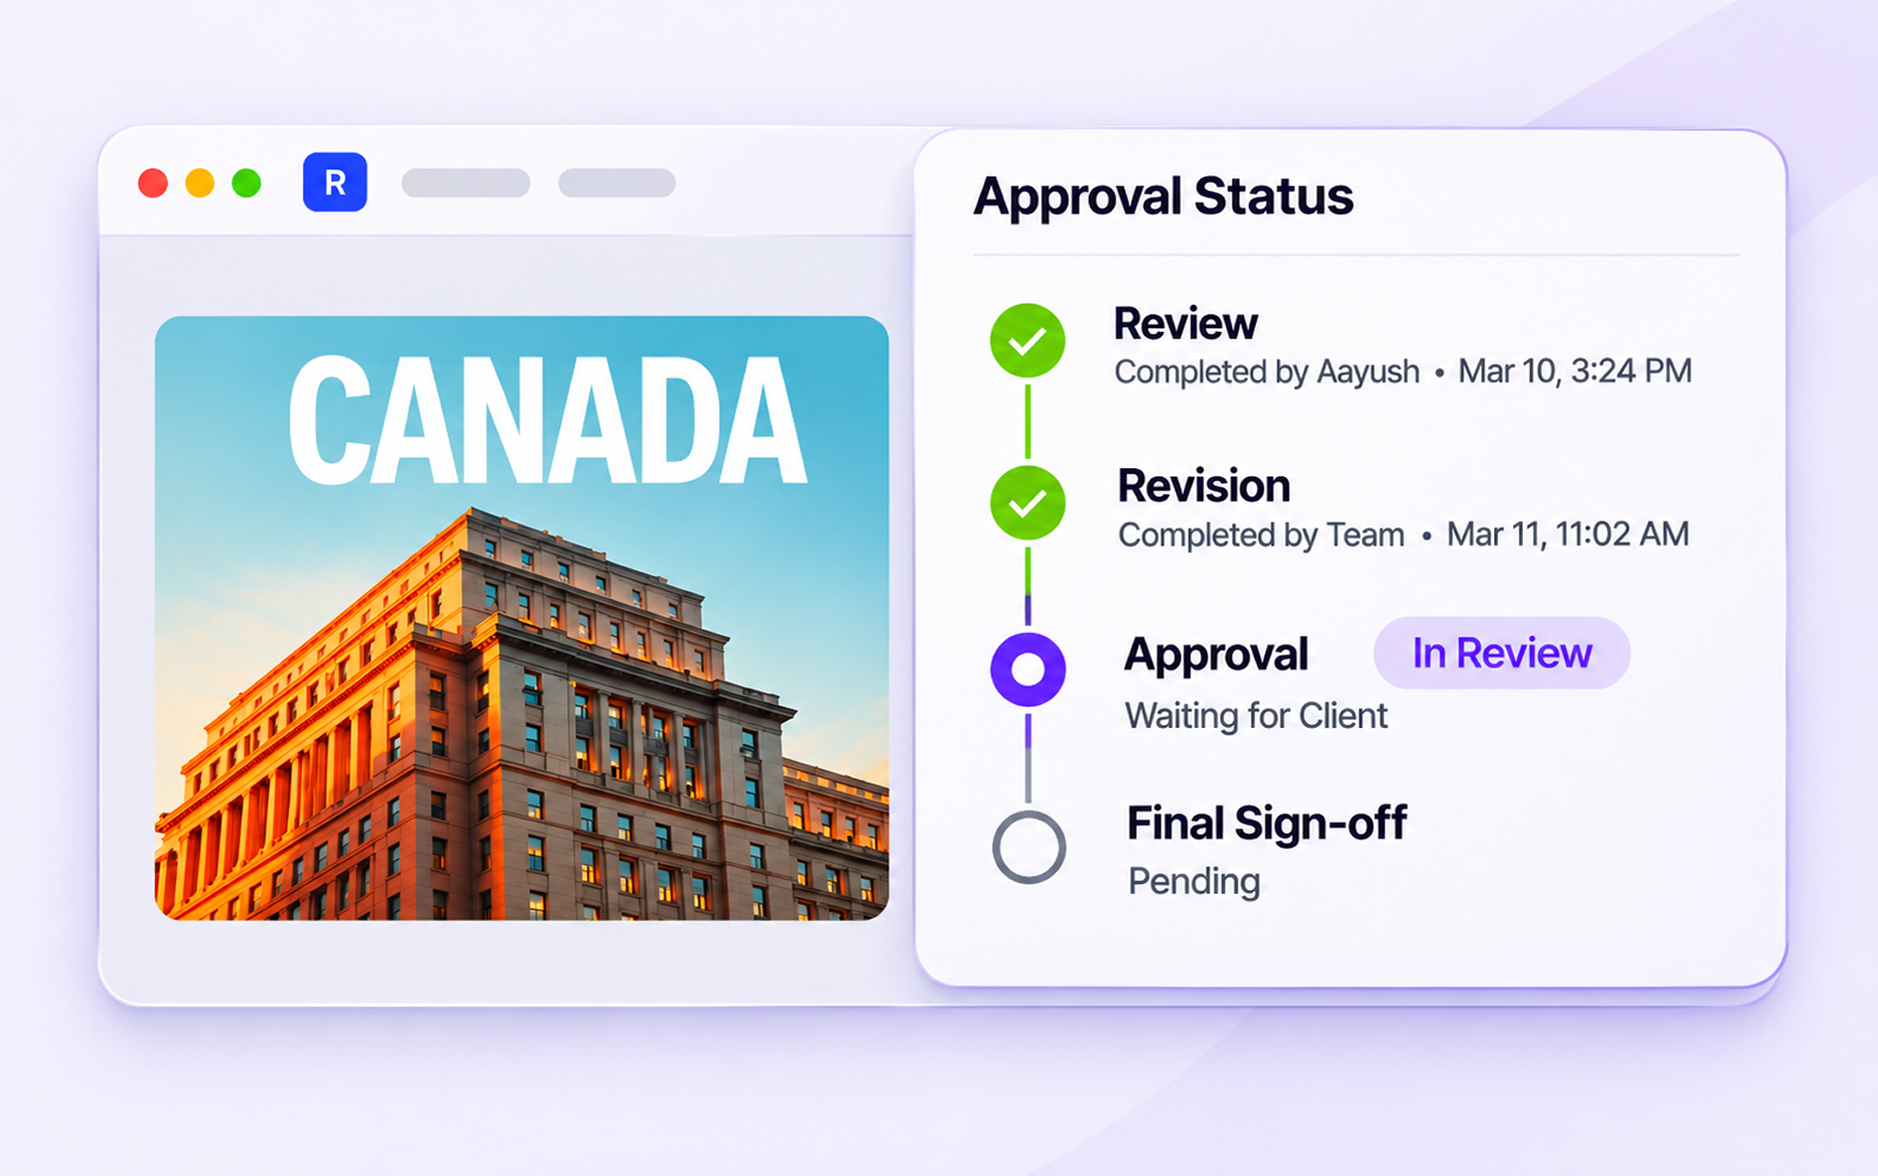 R
CANADA
Approval Status
Review
Completed by Aayush • Mar 10, 3:24 PM
Revision
Completed by Team • Mar 11, 11:02 AM
Approval
In Review
Waiting for Client
Final Sign-off
Pending